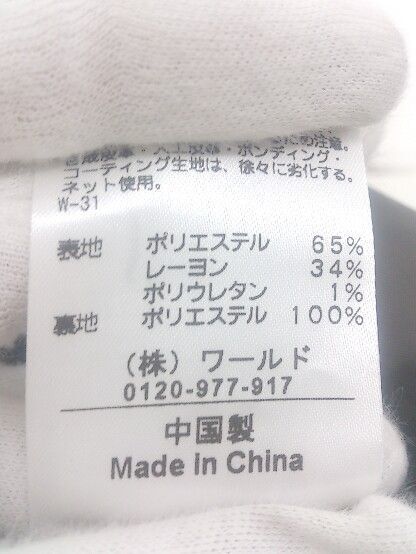 合成皮革・人工皮革・ボンディング・
コーティング生地は、徐々に劣化する。
ネット使用。
W-31
表地 ポリエステル 65%
レーヨン 34%
ポリウレタン 1%
裏地 ポリエステル 100%
(株) ワールド
0120-977-917
中国製
Made in China